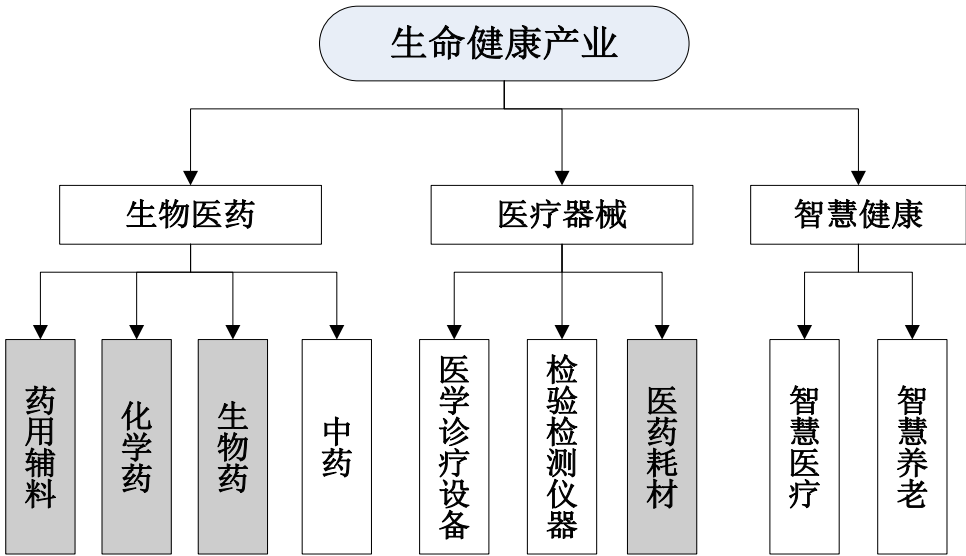 生命健康产业
生物医药
医疗器械
智慧健康
药用辅料
化学药
生物药
中药
医学诊疗设备
检验检测仪器
医药耗材
智慧医疗
智慧养老